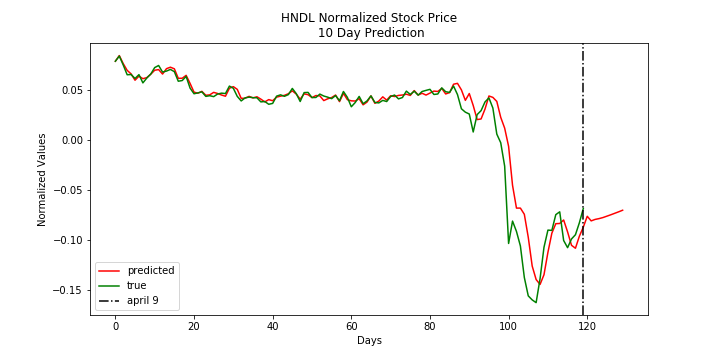 HNDL Normalized Stock Price
10 Day Prediction
Normalized Values
0.05
0.00
−0.05
−0.10
−0.15
predicted
true
april 9
0 20 40 60 80 100 120
Days